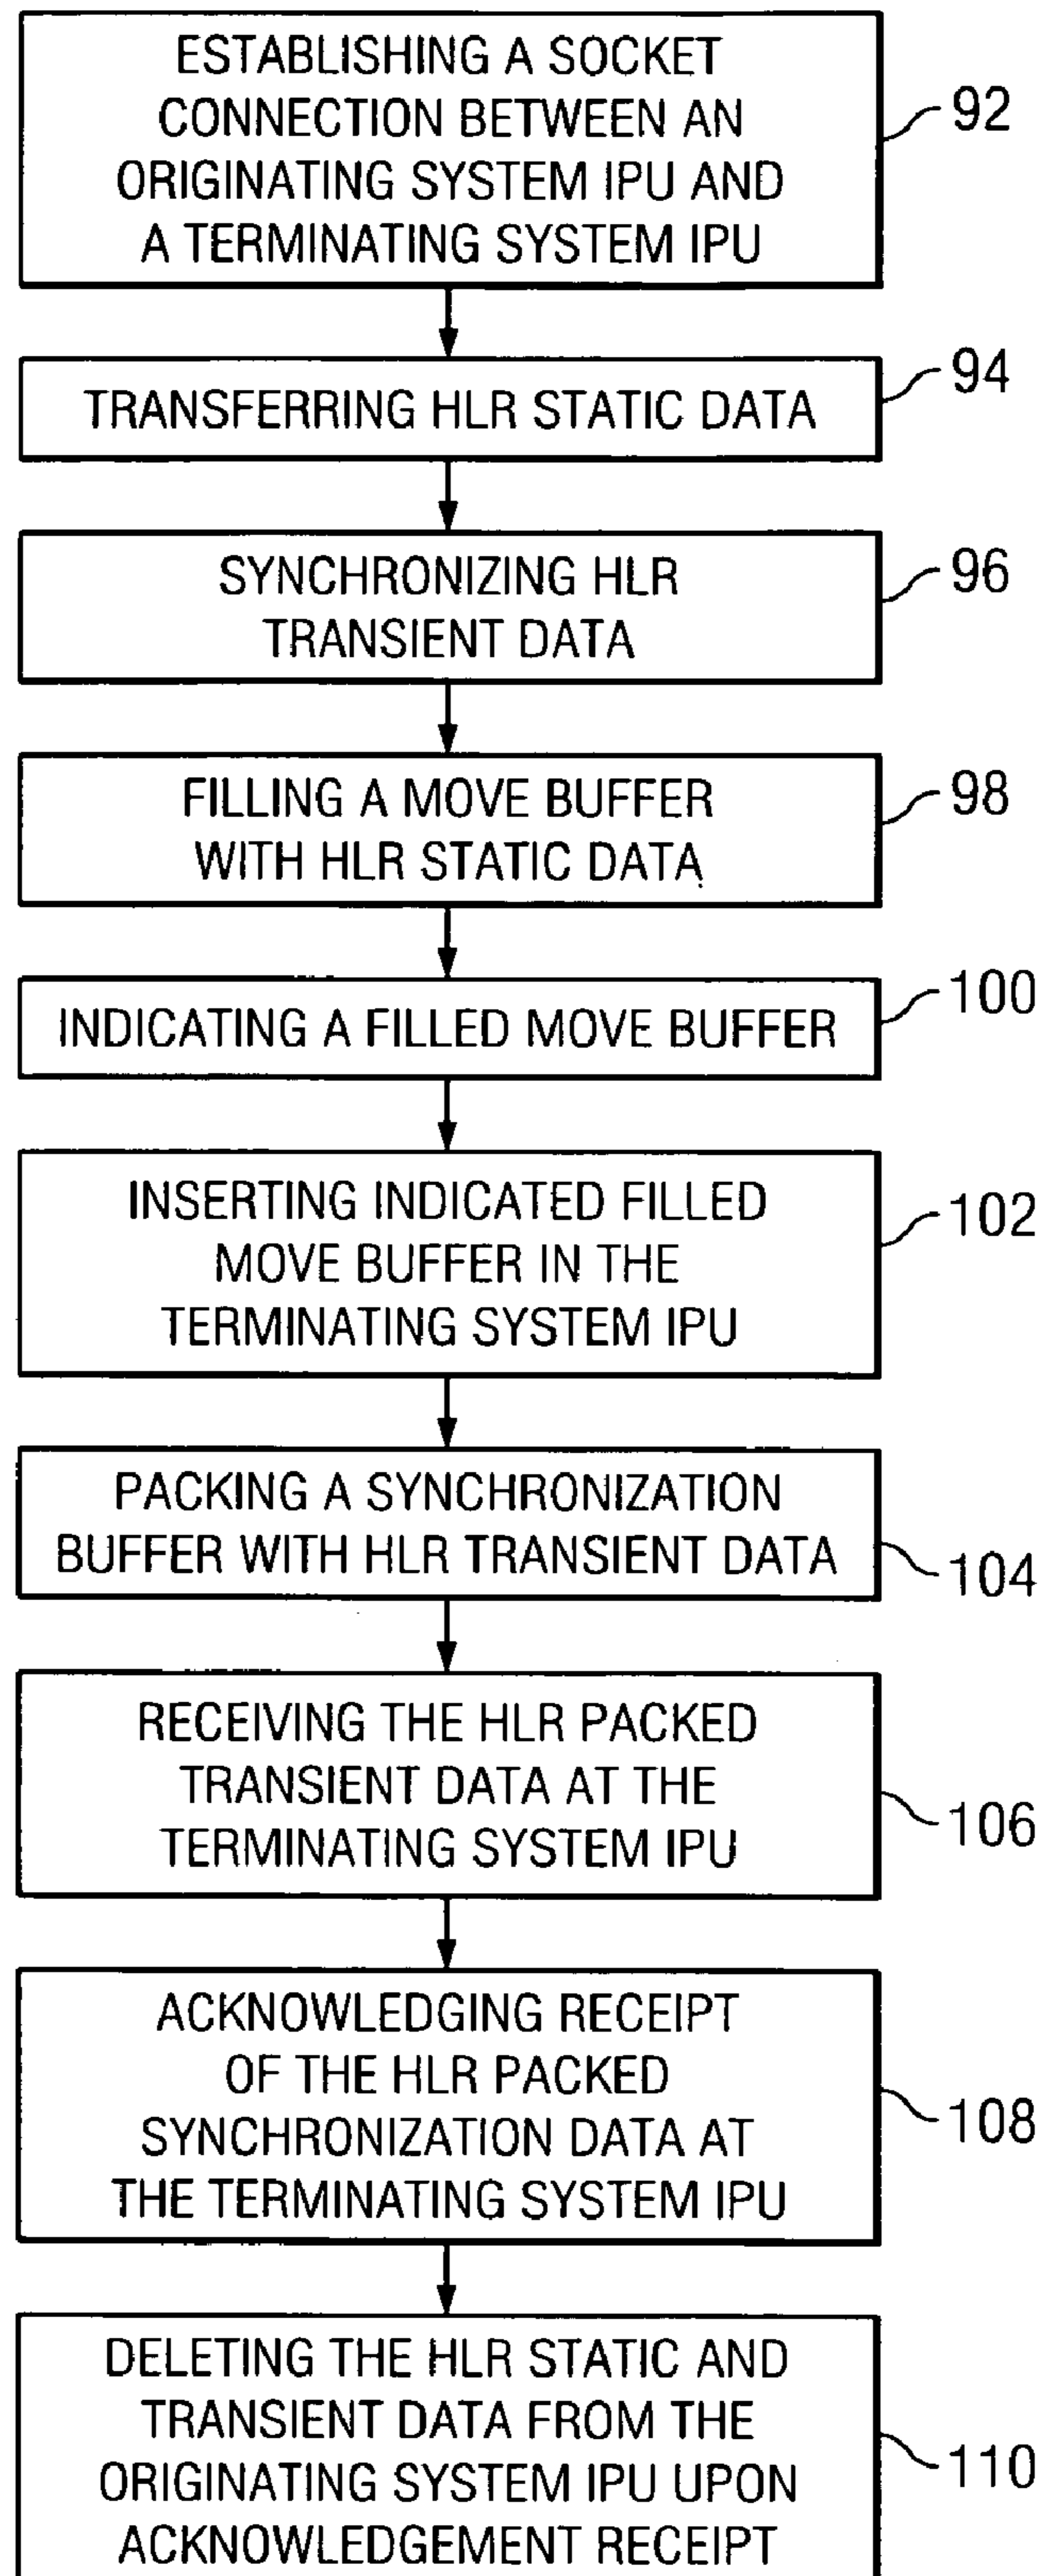 ESTABLISHING A SOCKET
CONNECTION BETWEEN AN
ORIGINATING SYSTEM IPU AND
A TERMINATING SYSTEM IPU
92
TRANSFERRING HLR STATIC DATA
94
SYNCHRONIZING HLR
TRANSIENT DATA
96
FILLING A MOVE BUFFER
WITH HLR STATIC DATA
98
INDICATING A FILLED MOVE BUFFER
100
INSERTING INDICATED FILLED
MOVE BUFFER IN THE
TERMINATING SYSTEM IPU
102
PACKING A SYNCHRONIZATION
BUFFER WITH HLR TRANSIENT DATA
104
RECEIVING THE HLR PACKED
TRANSIENT DATA AT THE
TERMINATING SYSTEM IPU
106
ACKNOWLEDGING RECEIPT
OF THE HLR PACKED
SYNCHRONIZATION DATA AT
THE TERMINATING SYSTEM IPU
108
DELETING THE HLR STATIC AND
TRANSIENT DATA FROM THE
ORIGINATING SYSTEM IPU UPON
ACKNOWLEDGEMENT RECEIPT
110